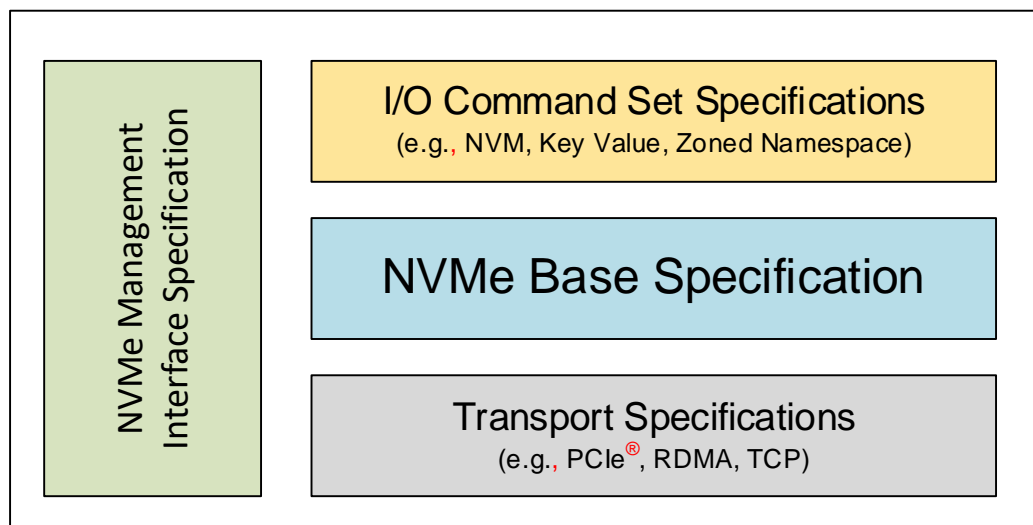 NVMe Management
Interface Specification
I/O Command Set Specifications
(e.g., NVM, Key Value, Zoned Namespace)
NVMe Base Specification
Transport Specifications
(e.g., PCIe®, RDMA, TCP)